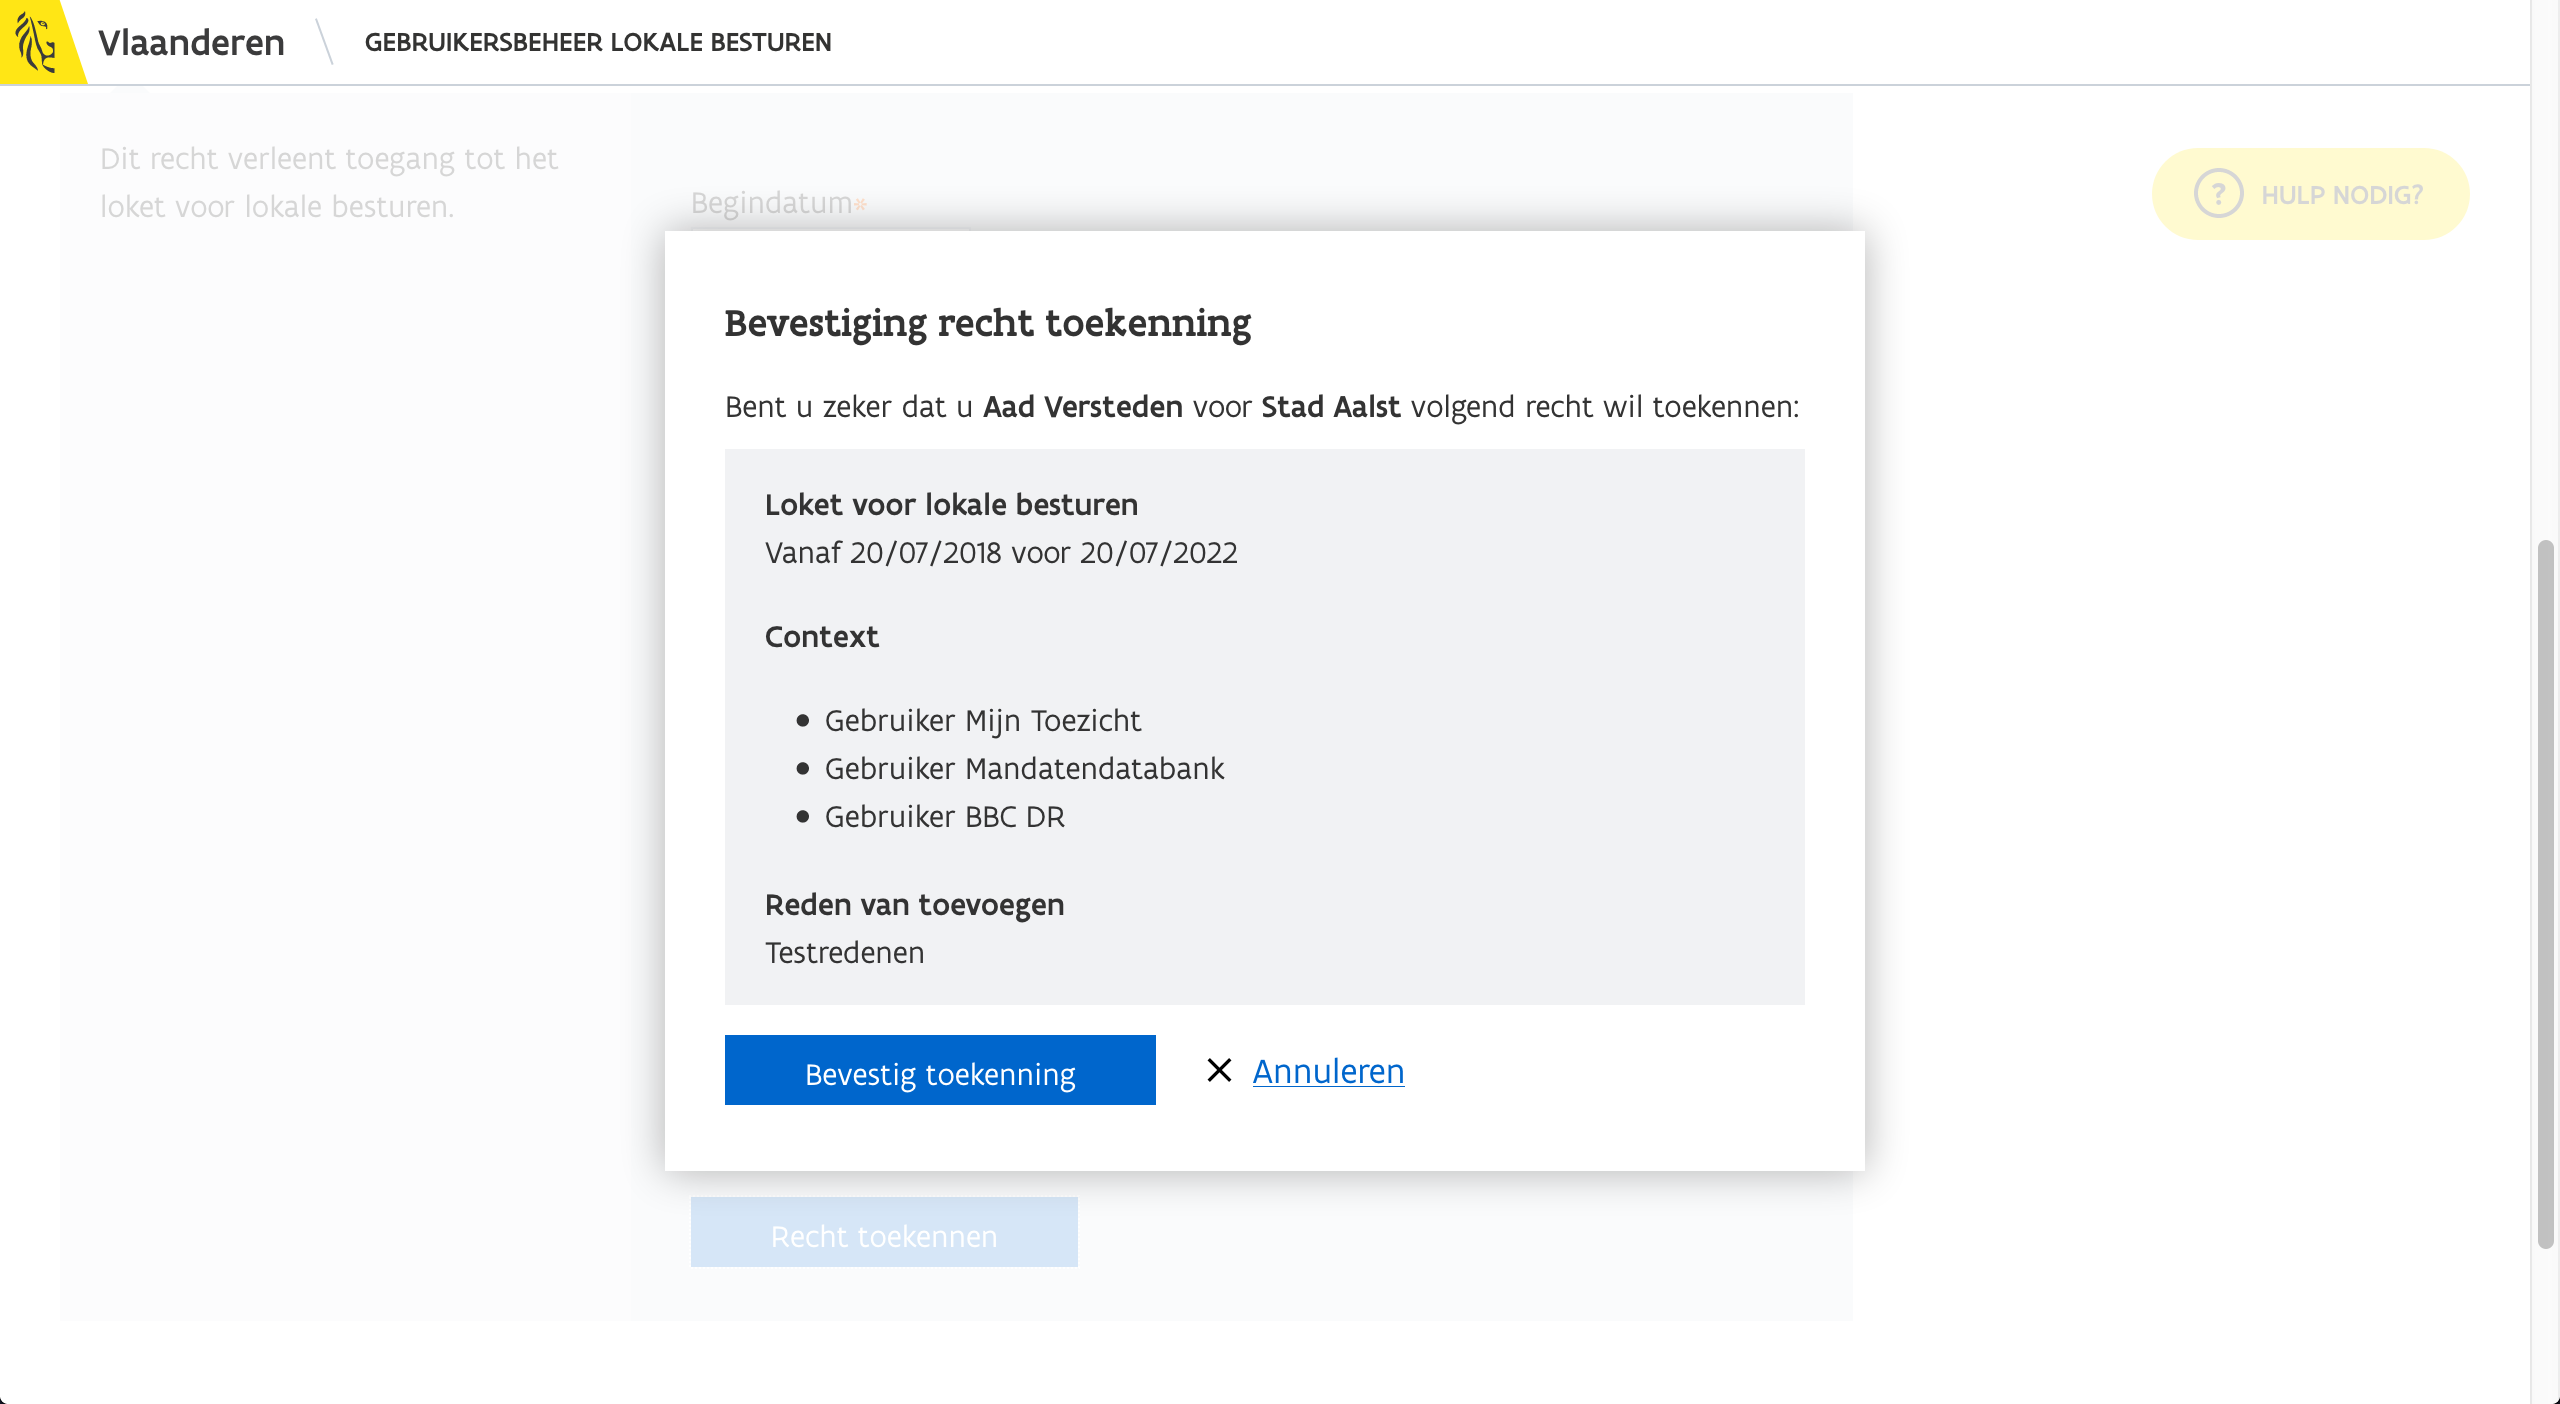 Vlaanderen
GEBRUIKERSBEHEER LOKALE BESTUREN
Dit recht verleent toegang tot het
loket voor lokale besturen.
Begindatum*
? HULP NODIG?
Bevestiging recht toekenning
Bent u zeker dat u Aad Versteden voor Stad Aalst volgend recht wil toekennen:
Loket voor lokale besturen
Vanaf 20/07/2018 voor 20/07/2022
Context
• Gebruiker Mijn Toezicht
• Gebruiker Mandatendatabank
• Gebruiker BBC DR
Reden van toevoegen
Testredenen
Bevestig toekenning
Annuleren
Recht toekennen